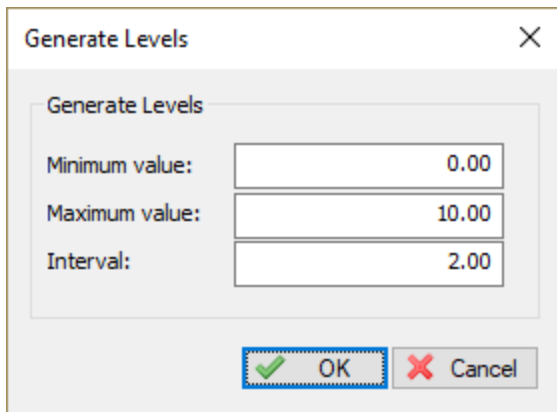 Generate Levels
Generate Levels
Minimum value: 0.00
Maximum value: 10.00
Interval: 2.00
OK Cancel